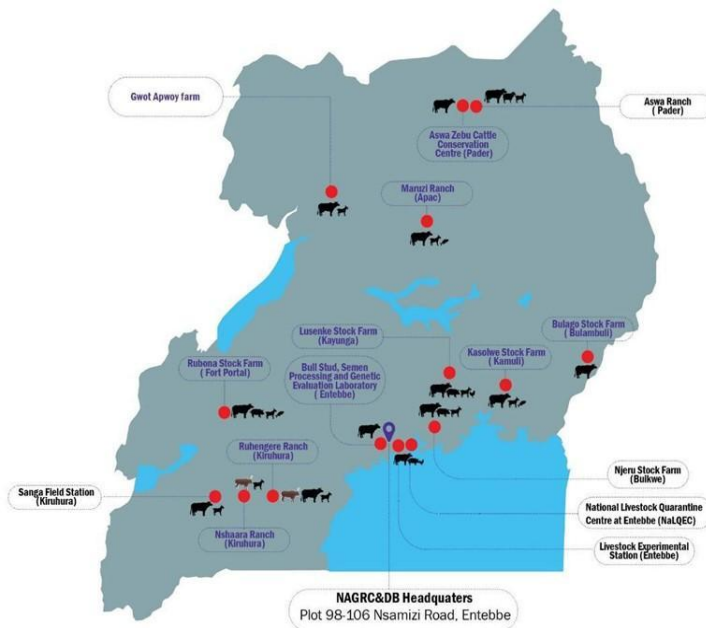 Gwot Apwoy farm
Aswa Ranch
( Pader)
Aswa Zebu Cattle
Conservation
Centre (Pader)
Maruzi Ranch
(Apac)
Lusenke Stock Farm
(Kayunga)
Bulago Stock Farm
( Bulambuli)
Kasolwe Stock Farm
( Kamuli)
Rubona Stock Farm
( Fort Portal)
Bull Stud, Semen
Processing and Genetic
Evaluation Laboratory
( Entebbe)
Ruhengere Ranch
(Kiruhura)
Sanga Field Station
(Kiruhura)
Nshaara Ranch
(Kiruhura)
Njeru Stock Farm
(Buikwe)
National Livestock Quarantine
Centre at Entebbe (NaLQEC)
Livestock Experimental
Station (Entebbe)
NAGRC&DB Headquaters
Plot 98-106 Nsamizi Road, Entebbe